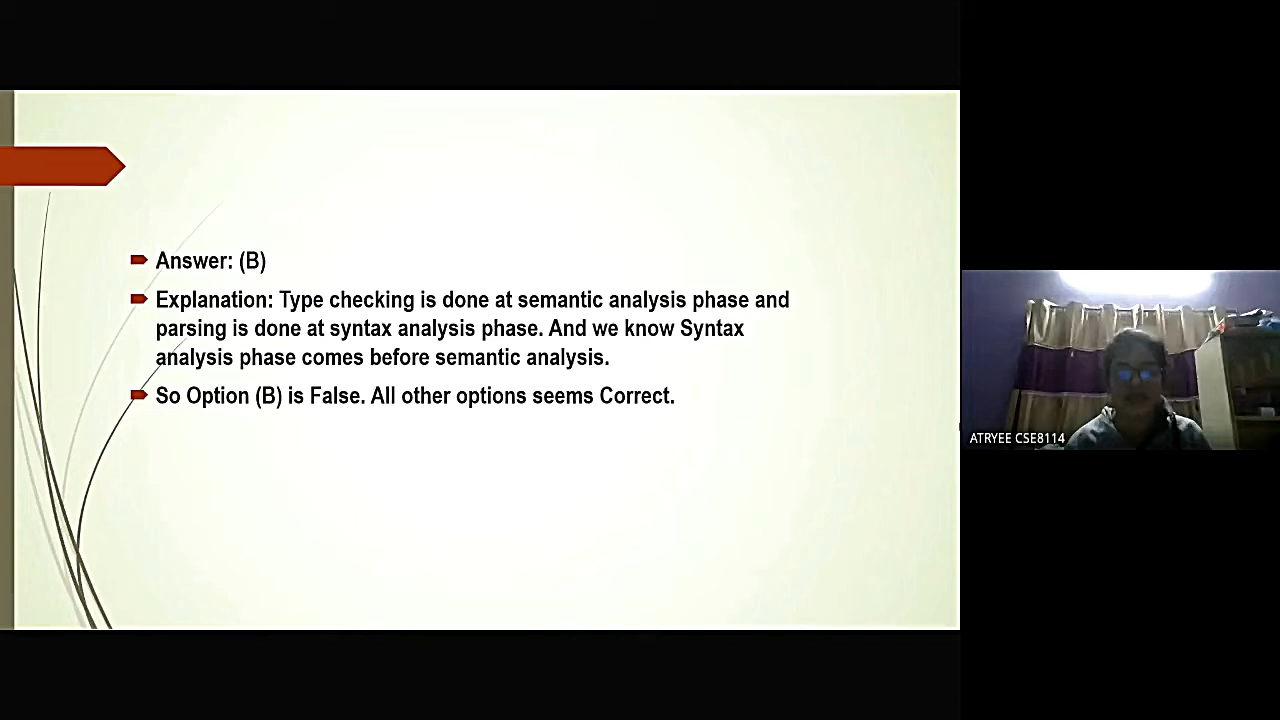 Answer: (B)
Explanation: Type checking is done at semantic analysis phase and
parsing is done at syntax analysis phase. And we know Syntax
analysis phase comes before semantic analysis.
So Option (B) is False. All other options seems Correct.
ATRYEE CSE8114